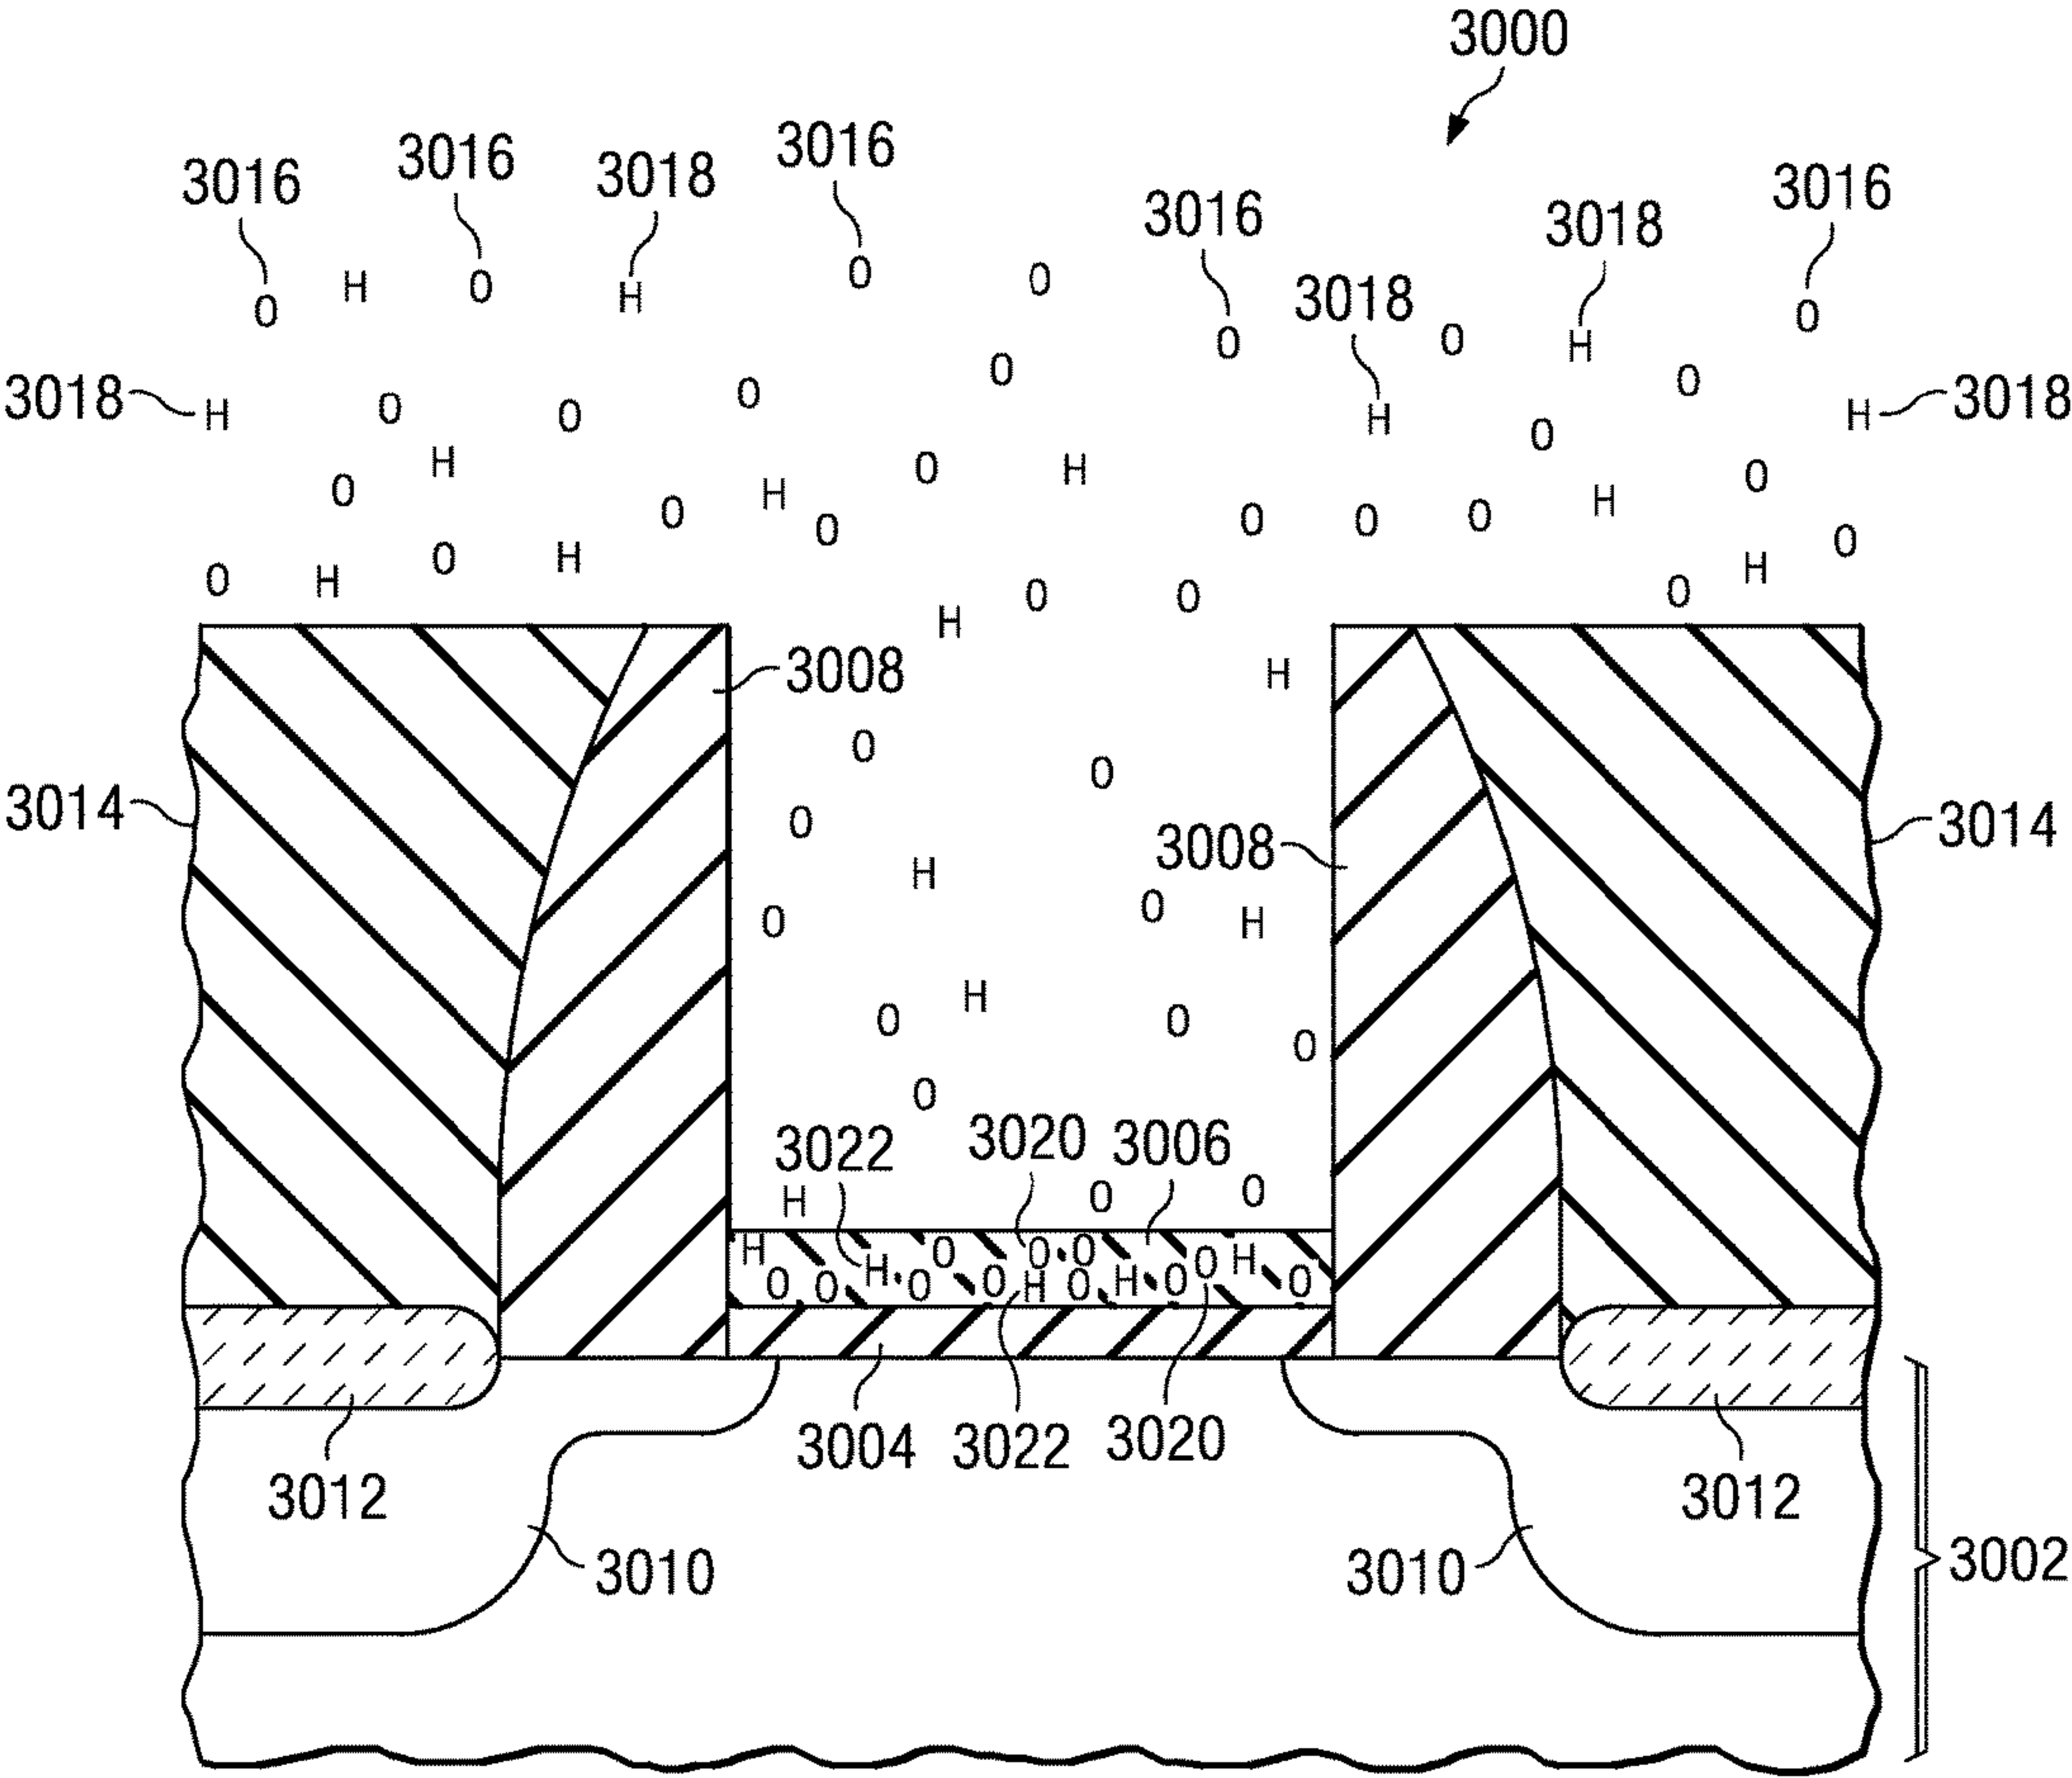 3000
3016 3016 3018 3016 3016 3018 3016
H O H O O
O O H 3018 O H O
3018 H O O O O H O O H 3018
O H O H O H O O O H O
O H O H O O O H O O
H
3008 H
O O
3014 O 3008 3014
H O H
O
H
O O O
O
3022 3020 3006
H O O
H O O O O H
O O H O O H O H O O O
3004 3022 3020
3012 3012
3010 3010 3002